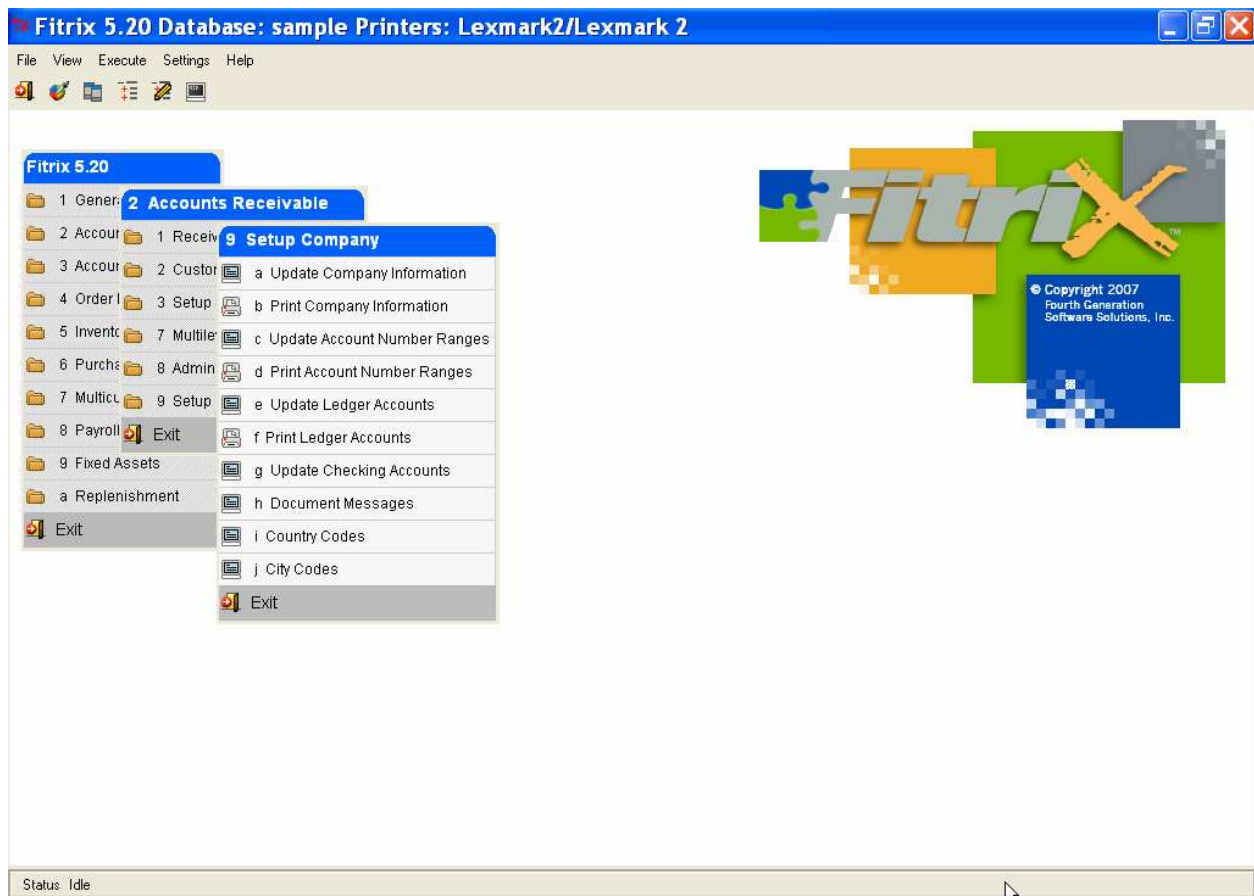 Fitrix 5.20 Database: sample Printers: Lexmark2/Lexmark 2
File View Execute Settings Help
Fitrix 5.20
1 Gener
2 Accour
3 Accour
4 Order
5 Invento
6 Purcha
7 Multicu
8 Payroll
9 Fixed Assets
a Replenishment
Exit
2 Accounts Receivable
1 Receiv
2 Custor
3 Setup
7 Multile
8 Admin
9 Setup
Exit
9 Setup Company
a Update Company Information
b Print Company Information
c Update Account Number Ranges
d Print Account Number Ranges
e Update Ledger Accounts
f Print Ledger Accounts
g Update Checking Accounts
h Document Messages
i Country Codes
j City Codes
Exit
FitriX
TM
© Copyright 2007
Fourth Generation
Software Solutions, Inc.
Status Idle